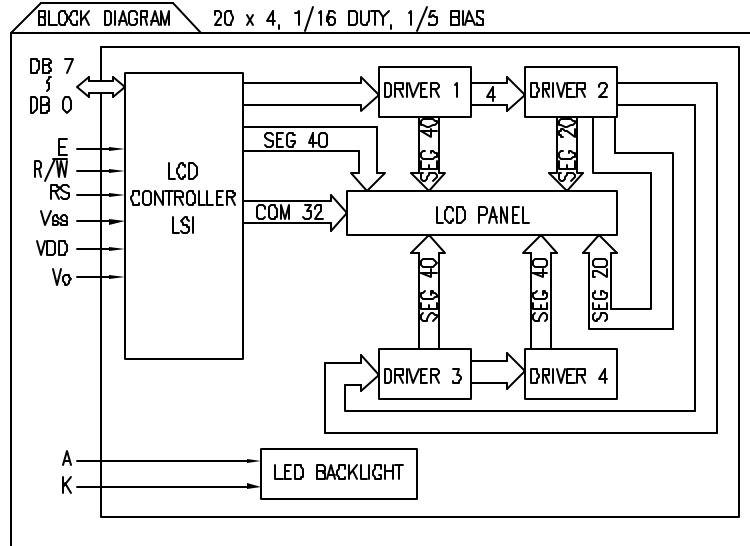 BLOCK DIAGRAM 20 x 4, 1/16 DUTY, 1/5 BIAS
DB 7
DB 0
E
R/W̅
RS
Vss
VDD
Vo
LCD
CONTROLLER
LSI
DRIVER 1
4
DRIVER 2
SEG 40
SEG 40
SEG 20
COM 32
LCD PANEL
SEG 40
SEG 40
SEG 20
DRIVER 3
DRIVER 4
A
K
LED BACKLIGHT